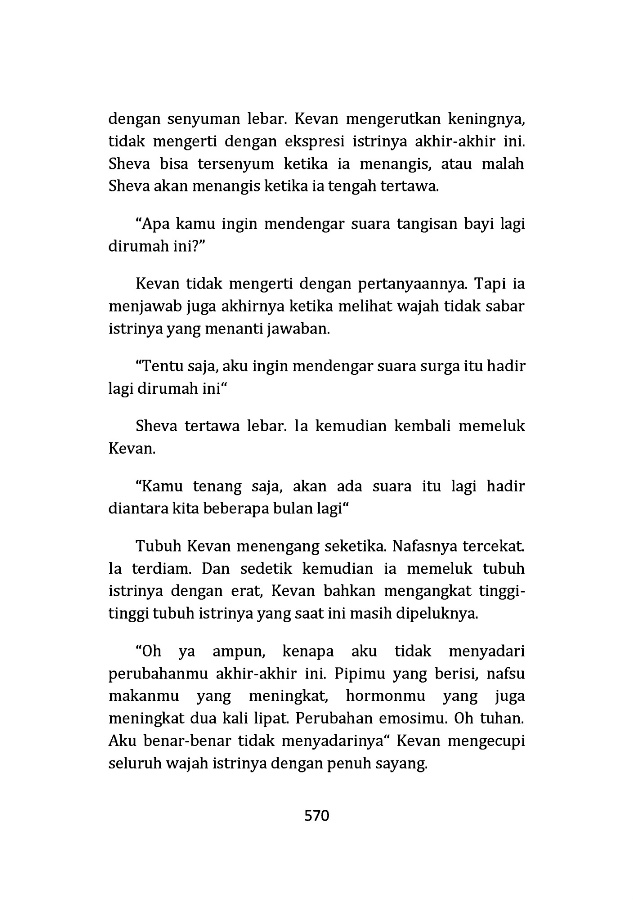 dengan senyuman lebar. Kevan mengerutkan keningnya,
tidak mengerti dengan ekspresi istrinya akhir-akhir ini.
Sheva bisa tersenyum ketika ia menangis, atau malah
Sheva akan menangis ketika ia tengah tertawa.
“Apa kamu ingin mendengar suara tangisan bayi lagi
dirumah ini?”
Kevan tidak mengerti dengan pertanyaannya. Tapi ia
menjawab juga akhirnya ketika melihat wajah tidak sabar
istrinya yang menanti jawaban.
“Tentu saja, aku ingin mendengar suara surga itu hadir
lagi dirumah ini“
Sheva tertawa lebar. Ia kemudian kembali memeluk
Kevan.
“Kamu tenang saja, akan ada suara itu lagi hadir
diantara kita beberapa bulan lagi“
Tubuh Kevan menengang seketika. Nafasnya tercekat.
Ia terdiam. Dan sedetik kemudian ia memeluk tubuh
istrinya dengan erat, Kevan bahkan mengangkat tinggi-
tinggi tubuh istrinya yang saat ini masih dipeluknya.
“Oh ya ampun, kenapa aku tidak menyadari
perubahanmu akhir-akhir ini. Pipimu yang berisi, nafsu
makanmu yang meningkat, hormonmu yang juga
meningkat dua kali lipat. Perubahan emosimu. Oh tuhan.
Aku benar-benar tidak menyadarinya“ Kevan mengecupi
seluruh wajah istrinya dengan penuh sayang.
570